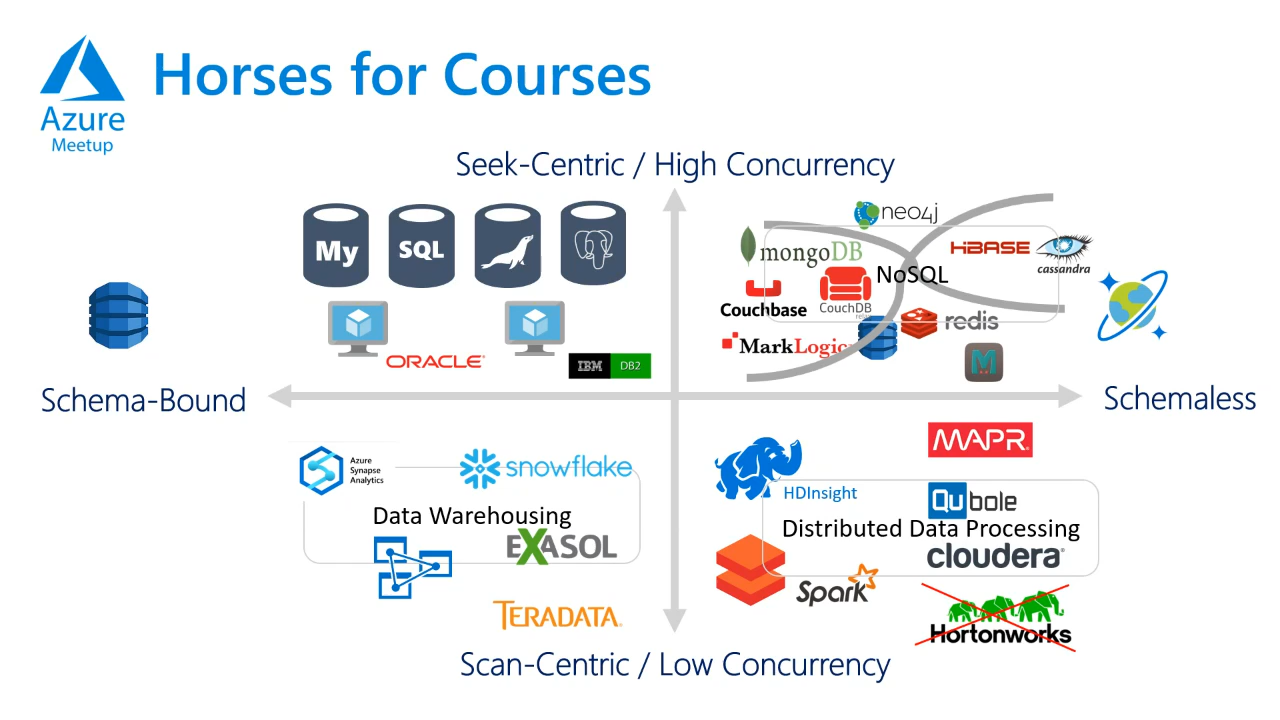 Horses for Courses
Azure
Meetup
Seek-Centric / High Concurrency
My
SQL
ORACLE
IBM
DB2
neo4j
mongoDB
HBASE
NoSQL
cassandra
Couchbase
CouchDB
relax
redis
MarkLogic
M
Schema-Bound
Schemaless
Azure
Synapse
Analytics
snowflake
Data Warehousing
EXASOL
TERADATA
MAPR
HDInsight
Qubole
Distributed Data Processing
cloudera
Spark
Hortonworks
Scan-Centric / Low Concurrency